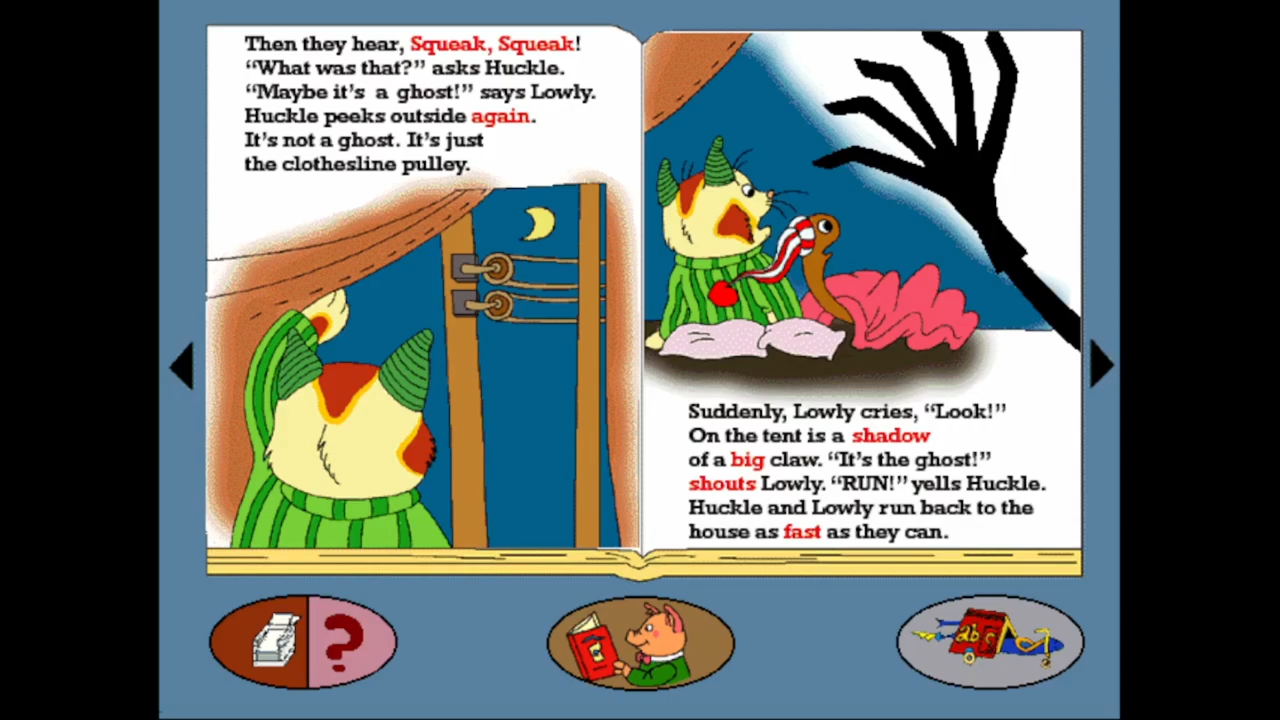 Then they hear, Squeak, Squeak!
“What was that?” asks Huckle.
“Maybe it’s a ghost!” says Lowly.
Huckle peeks outside again.
It’s not a ghost. It’s just
the clothesline pulley.
Suddenly, Lowly cries, “Look!”
On the tent is a shadow
of a big claw. “It’s the ghost!”
shouts Lowly. “RUN!” yells Huckle.
Huckle and Lowly run back to the
house as fast as they can.
?
abc